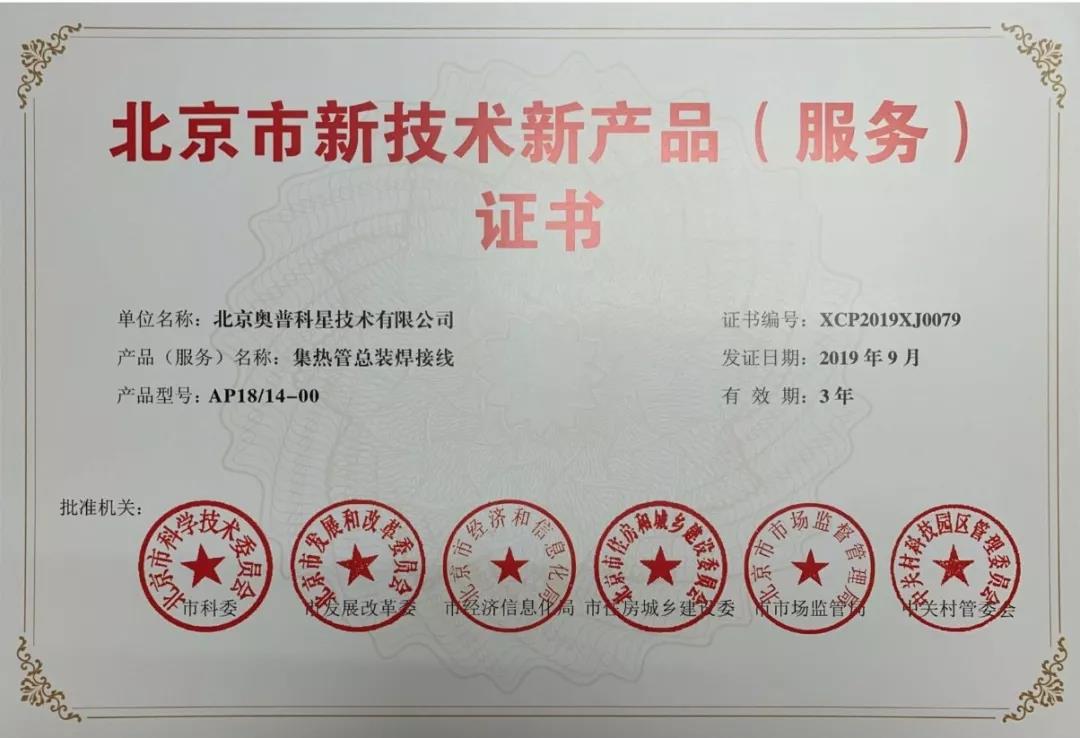 北京市新技术新产品（服务）
证书
单位名称：北京奥普科星技术有限公司
证书编号：XCP2019XJ0079
产品（服务）名称：集热管总装焊接线
发证日期：2019 年 9 月
产品型号：AP18/14-00
有 效 期：3 年
批准机关：
北京市科学技术委员会
北京市发展和改革委员会
北京市经济和信息化局
北京市住房和城乡建设委员会
北京市市场监督管理局
中关村科技园区管理委员会
市科委
市发展改革委
市经济信息化局
市住房城乡建设委
市市场监管局
中关村管委会